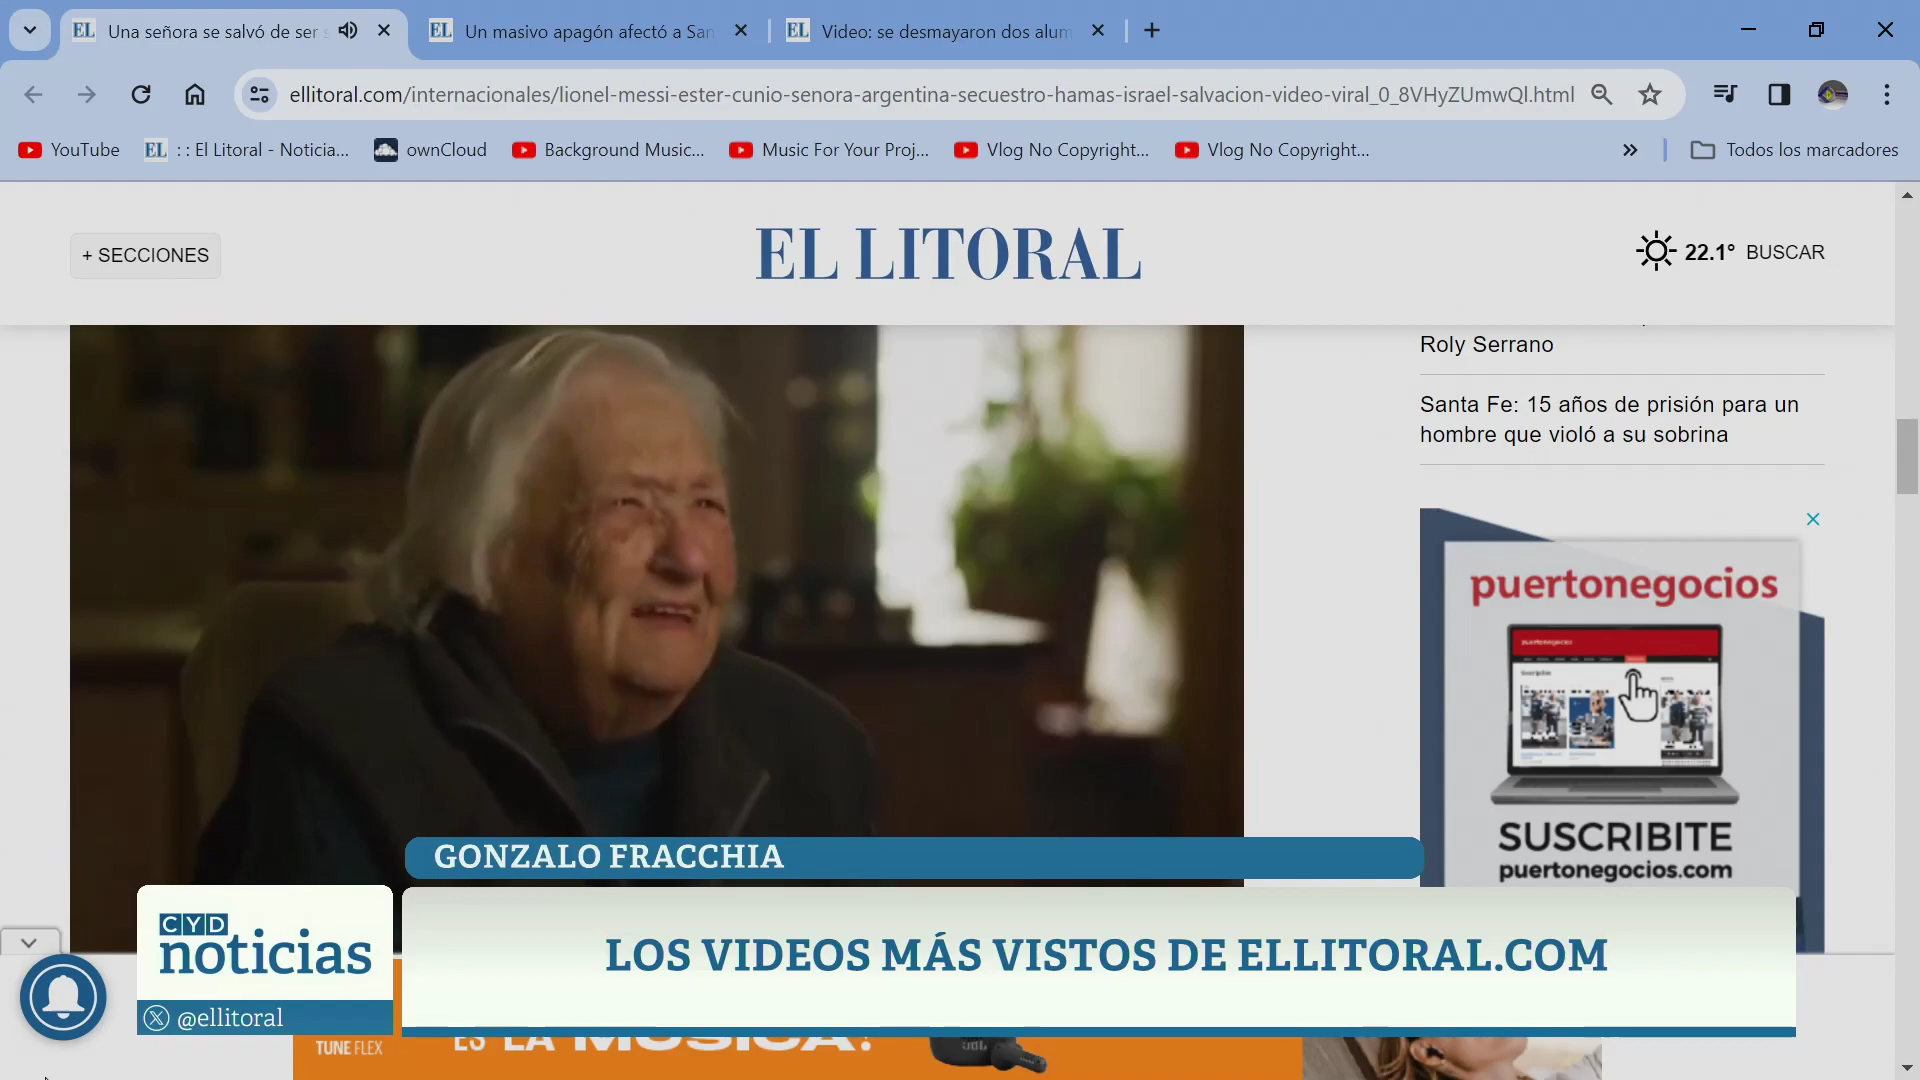 Una señora se salvó de ser
Un masivo apagón afectó a San
Video: se desmayaron dos alum
ellitoral.com/internacionales/lionel-messi-ester-cunio-senora-argentina-secuestro-hamas-israel-salvacion-video-viral_0_8VHyZUmwQl.html
YouTube
: : El Litoral - Noticia...
ownCloud
Background Music...
Music For Your Proj...
Vlog No Copyright...
Vlog No Copyright...
Todos los marcadores
+ SECCIONES
EL LITORAL
22.1°
BUSCAR
Roly Serrano
Santa Fe: 15 años de prisión para un
hombre que violó a su sobrina
puertonegocios
SUSCRIBITE
puertonegocios.com
GONZALO FRACCHIA
CYD
noticias
@ellitoral
LOS VIDEOS MÁS VISTOS DE ELLITORAL.COM
TUNE FLEX
ES LA MÚSICA?
JBL